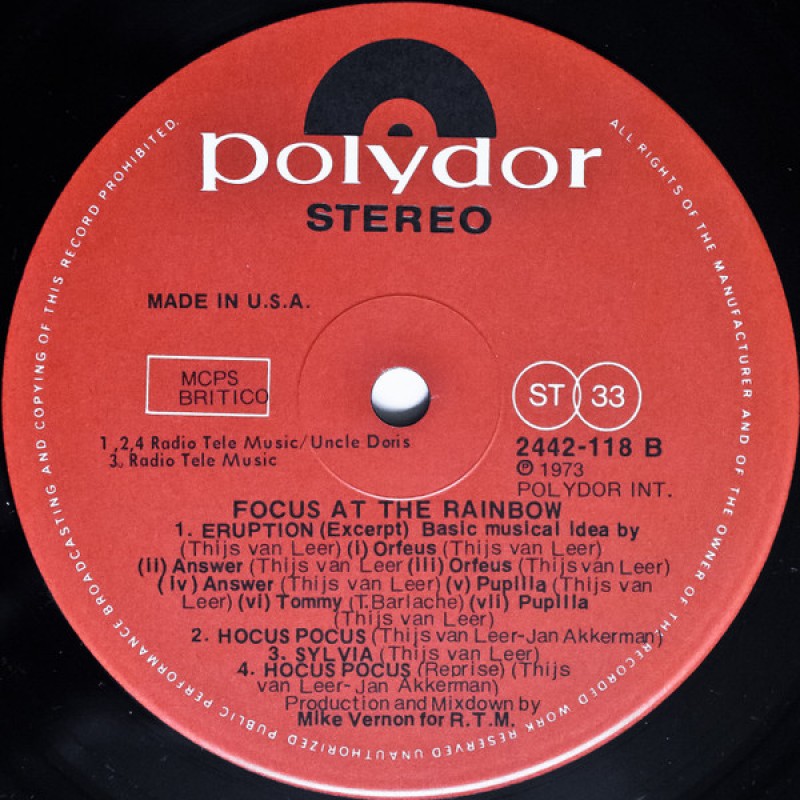 polydor
STEREO
MADE IN U.S.A.
MCPS
BRITICO
ST 33
1,2,4 Radio Tele Music/Uncle Doris
3. Radio Tele Music
2442-118 B
℗ 1973
POLYDOR INT.
FOCUS AT THE RAINBOW
1. ERUPTION (Excerpt) Basic musical idea by
(Thijs van Leer) (i) Orfeus (Thijs van Leer)
(ii) Answer (Thijs van Leer (iii) Orfeus (Thijs van Leer)
(iv) Answer (Thijs van Leer) (v) Pupilla (Thijs van
Leer) (vi) Tommy (T.Barlache) (vii) Pupilla
(Thijs van Leer)
2. HOCUS POCUS (Thijs van Leer-Jan Akkerman)
3. SYLVIA (Thijs van Leer)
4. HOCUS POCUS (Reprise) (Thijs
van Leer-Jan Akkerman)
Production and Mixdown by
Mike Vernon for R.T.M.
ALL RIGHTS OF THE MANUFACTURER AND OF THE OWNER OF THE RECORDED WORK RESERVED UNAUTHORIZED PUBLIC PERFORMANCE BROADCASTING AND COPYING OF THIS RECORD PROHIBITED.